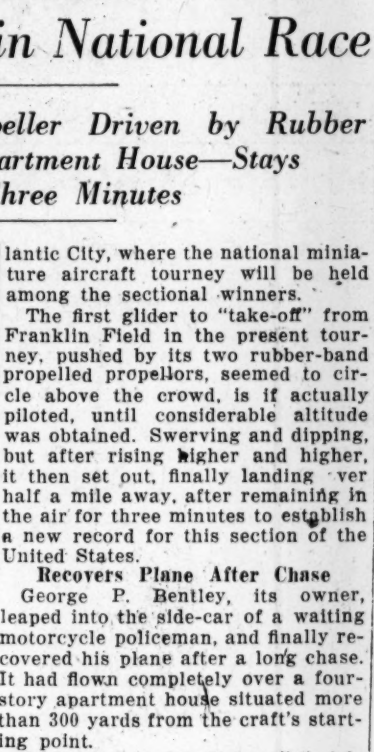 in National Race
peller Driven by Rubber
artment House—Stays
hree Minutes
lantic City, where the national minia-
ture aircraft tourney will be held
among the sectional winners.
The first glider to "take-off" from
Franklin Field in the present tour-
ney, pushed by its two rubber-band
propelled propellors, seemed to cir-
cle above the crowd, is if actually
piloted, until considerable altitude
was obtained. Swerving and dipping,
but after rising higher and higher,
it then set out, finally landing ver
half a mile away, after remaining in
the air for three minutes to establish
a new record for this section of the
United States.
Recovers Plane After Chase
George P. Bentley, its owner,
leaped into the side-car of a waiting
motorcycle policeman, and finally re-
covered his plane after a long chase.
It had flown completely over a four-
story apartment house situated more
than 300 yards from the craft's start-
ing point.